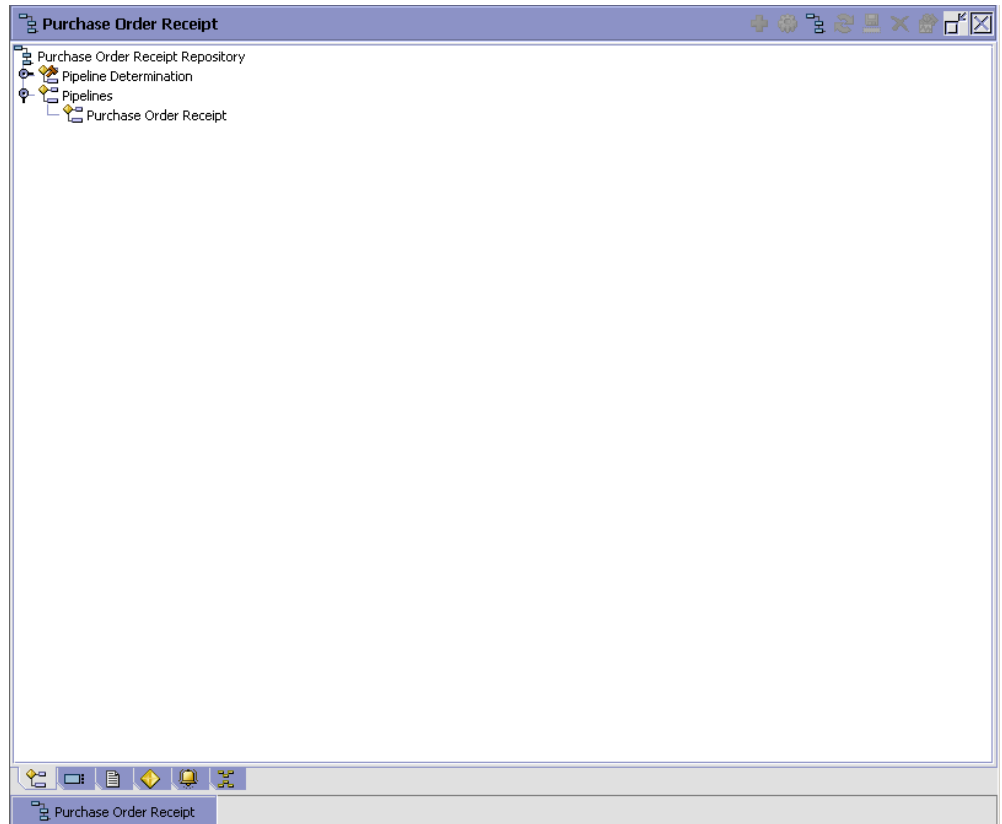 Purchase Order Receipt
Purchase Order Receipt Repository
Pipeline Determination
Pipelines
Purchase Order Receipt
Purchase Order Receipt